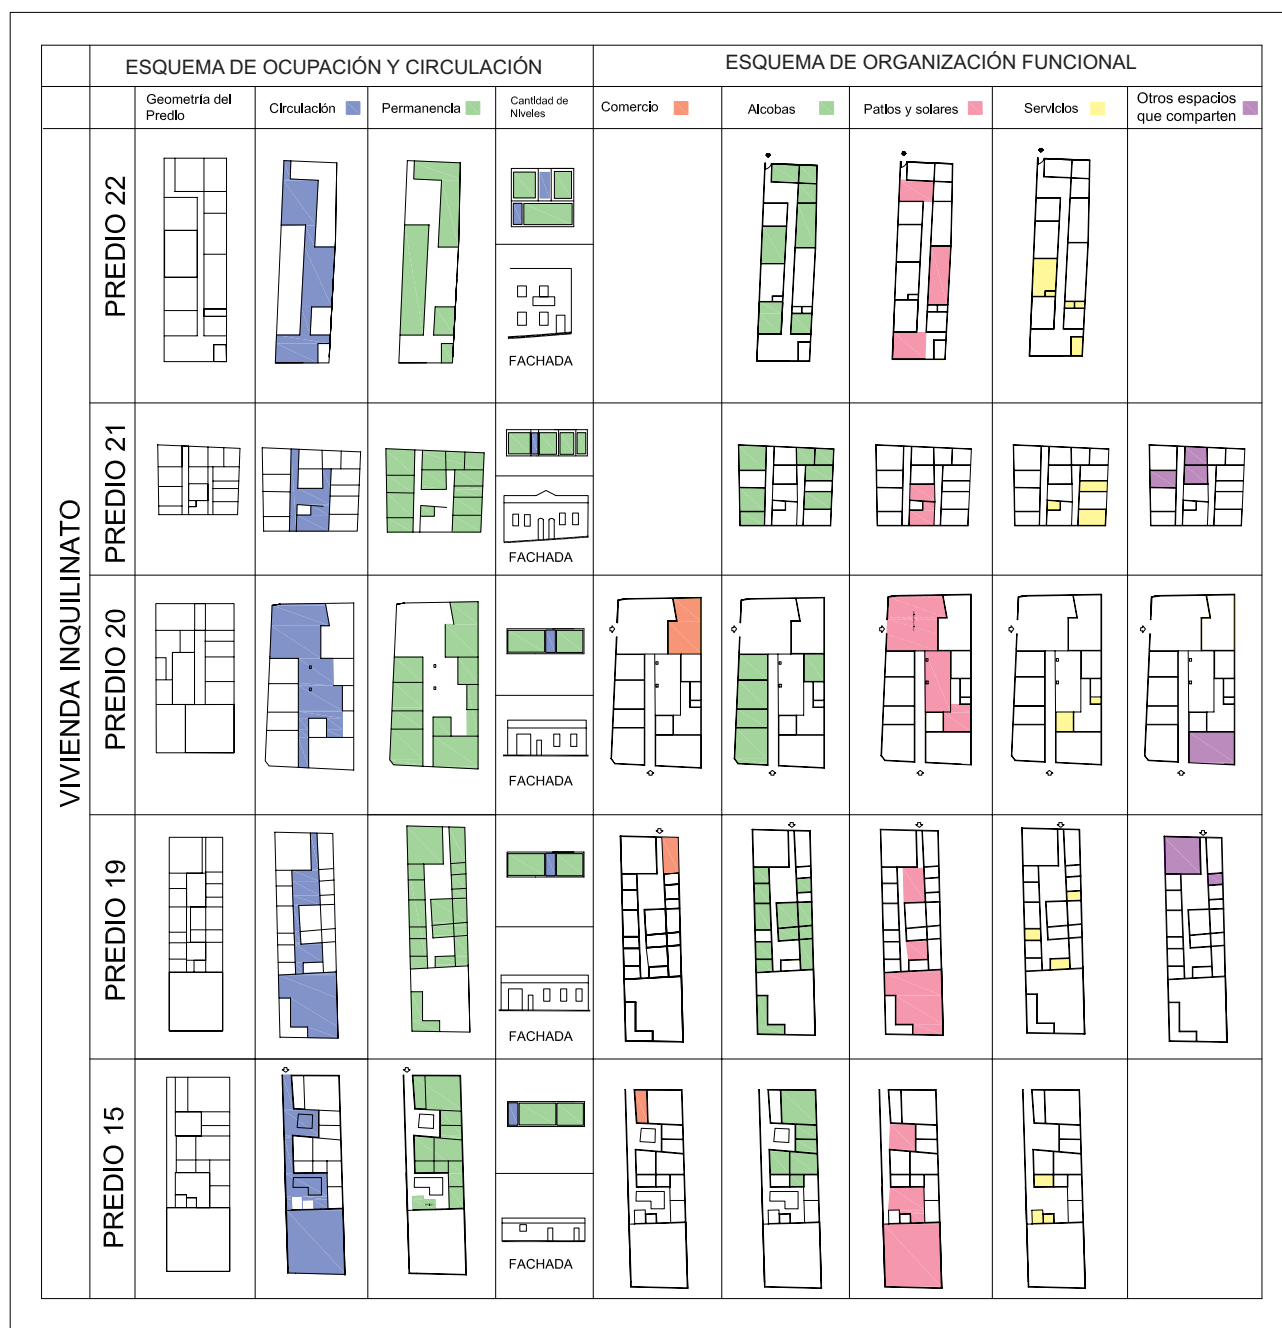 ESQUEMA DE OCUPACIÓN Y CIRCULACIÓN
ESQUEMA DE ORGANIZACIÓN FUNCIONAL
Geometría del
Predio
Circulación
Permanencia
Cantidad de
Niveles
Comercio
Alcobas
Patios y solares
Servicios
Otros espacios
que comparten
VIVIENDA INQUILINATO
PREDIO 22
FACHADA
PREDIO 21
FACHADA
PREDIO 20
FACHADA
PREDIO 19
FACHADA
PREDIO 15
FACHADA